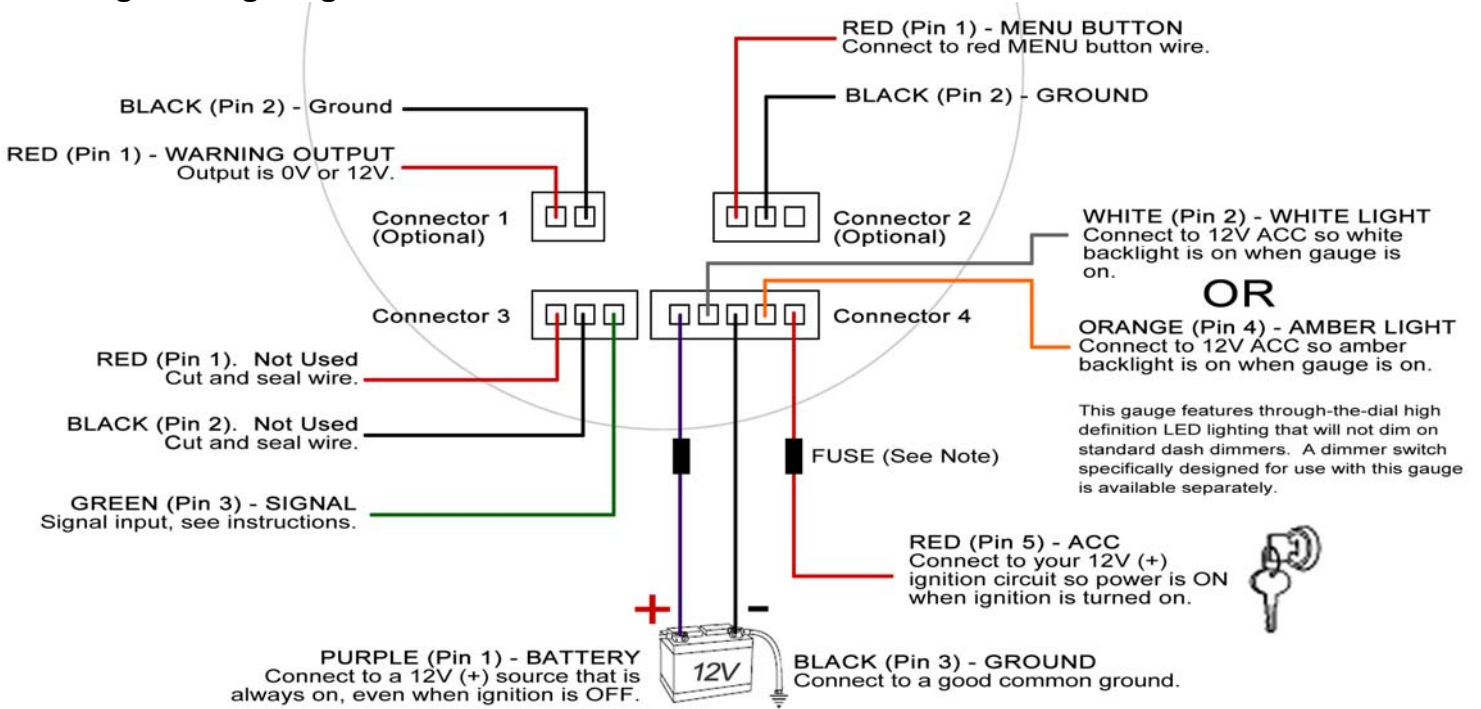 RED (Pin 1) - MENU BUTTON
Connect to red MENU button wire.
BLACK (Pin 2) - Ground
BLACK (Pin 2) - GROUND
RED (Pin 1) - WARNING OUTPUT
Output is 0V or 12V.
Connector 1
(Optional)
Connector 2
(Optional)
WHITE (Pin 2) - WHITE LIGHT
Connect to 12V ACC so white
backlight is on when gauge is
on.
OR
Connector 3
Connector 4
ORANGE (Pin 4) - AMBER LIGHT
Connect to 12V ACC so amber
backlight is on when gauge is on.
RED (Pin 1). Not Used
Cut and seal wire.
BLACK (Pin 2). Not Used
Cut and seal wire.
This gauge features through-the-dial high
definition LED lighting that will not dim on
standard dash dimmers. A dimmer switch
specifically designed for use with this gauge
is available separately.
FUSE (See Note)
GREEN (Pin 3) - SIGNAL
Signal input, see instructions.
RED (Pin 5) - ACC
Connect to your 12V (+)
ignition circuit so power is ON
when ignition is turned on.
+
-
12V
PURPLE (Pin 1) - BATTERY
Connect to a 12V (+) source that is
always on, even when ignition is OFF.
BLACK (Pin 3) - GROUND
Connect to a good common ground.